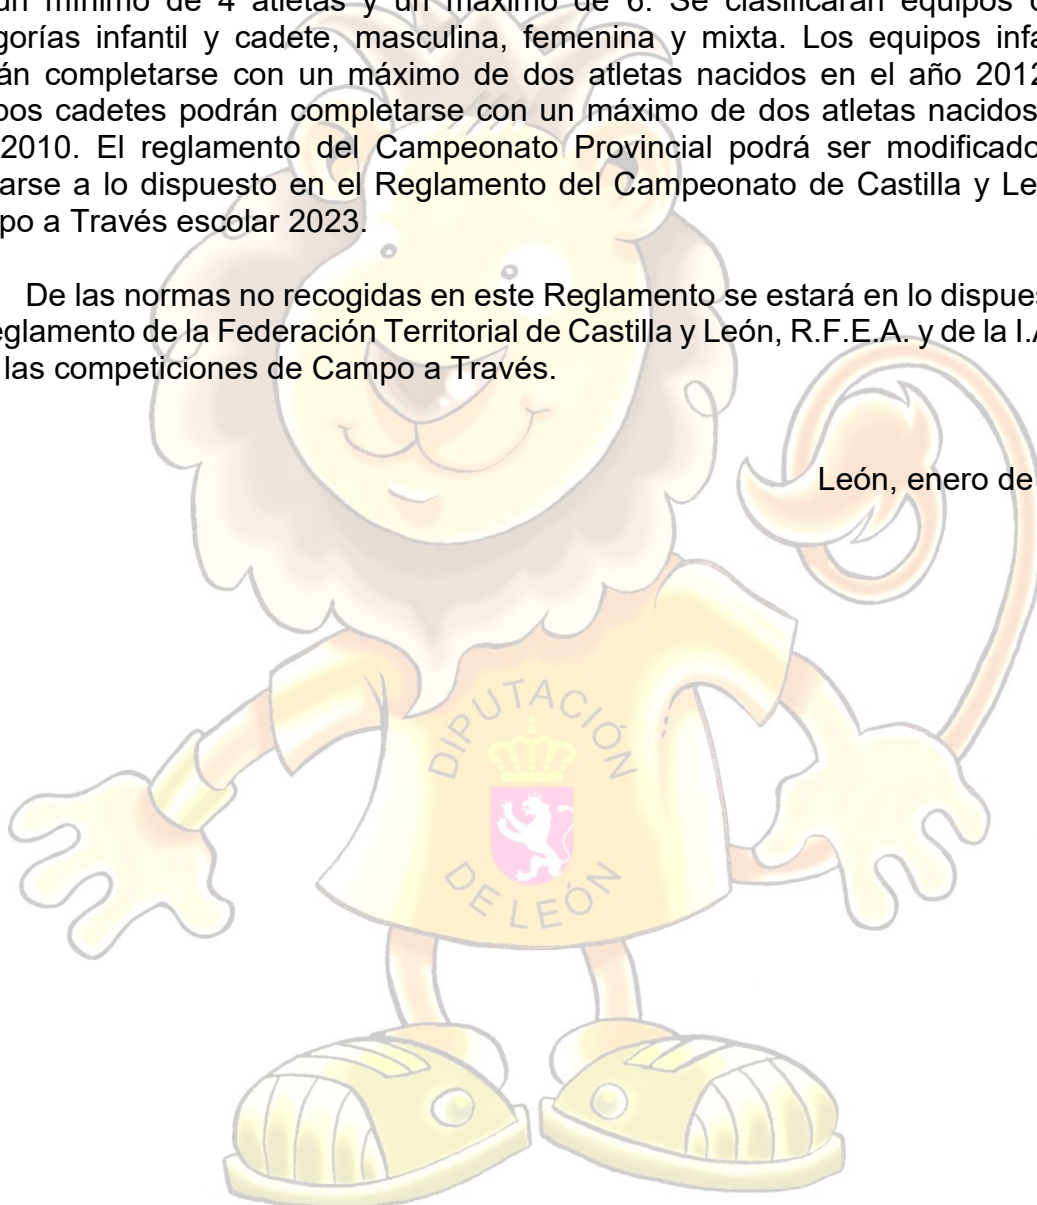 un mínimo de 4 atletas y un máximo de 6. Se clasificarán equipos
gorías infantil y cadete, masculina, femenina y mixta. Los equipos infa
án completarse con un máximo de dos atletas nacidos en el año 2012
pos cadetes podrán completarse con un máximo de dos atletas nacidos
2010. El reglamento del Campeonato Provincial podrá ser modificado
arse a lo dispuesto en el Reglamento del Campeonato de Castilla y Le
po a Través escolar 2023.
De las normas no recogidas en este Reglamento se estará en lo dispues
eglamento de la Federación Territorial de Castilla y León, R.F.E.A. y de la I.A
las competiciones de Campo a Través.
León, enero de
DIPUTACIÓN
DE LEÓN